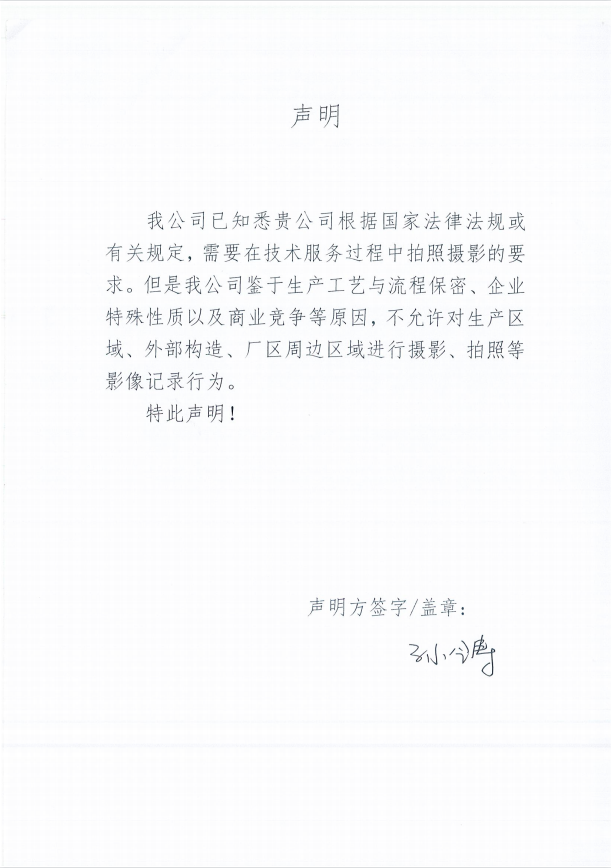 声明
我公司已知悉贵公司根据国家法律法规或
有关规定，需要在技术服务过程中拍照摄影的要
求。但是我公司鉴于生产工艺与流程保密、企业
特殊性质以及商业竞争等原因，不允许对生产区
域、外部构造、厂区周边区域进行摄影、拍照等
影像记录行为。
特此声明！
声明方签字/盖章：